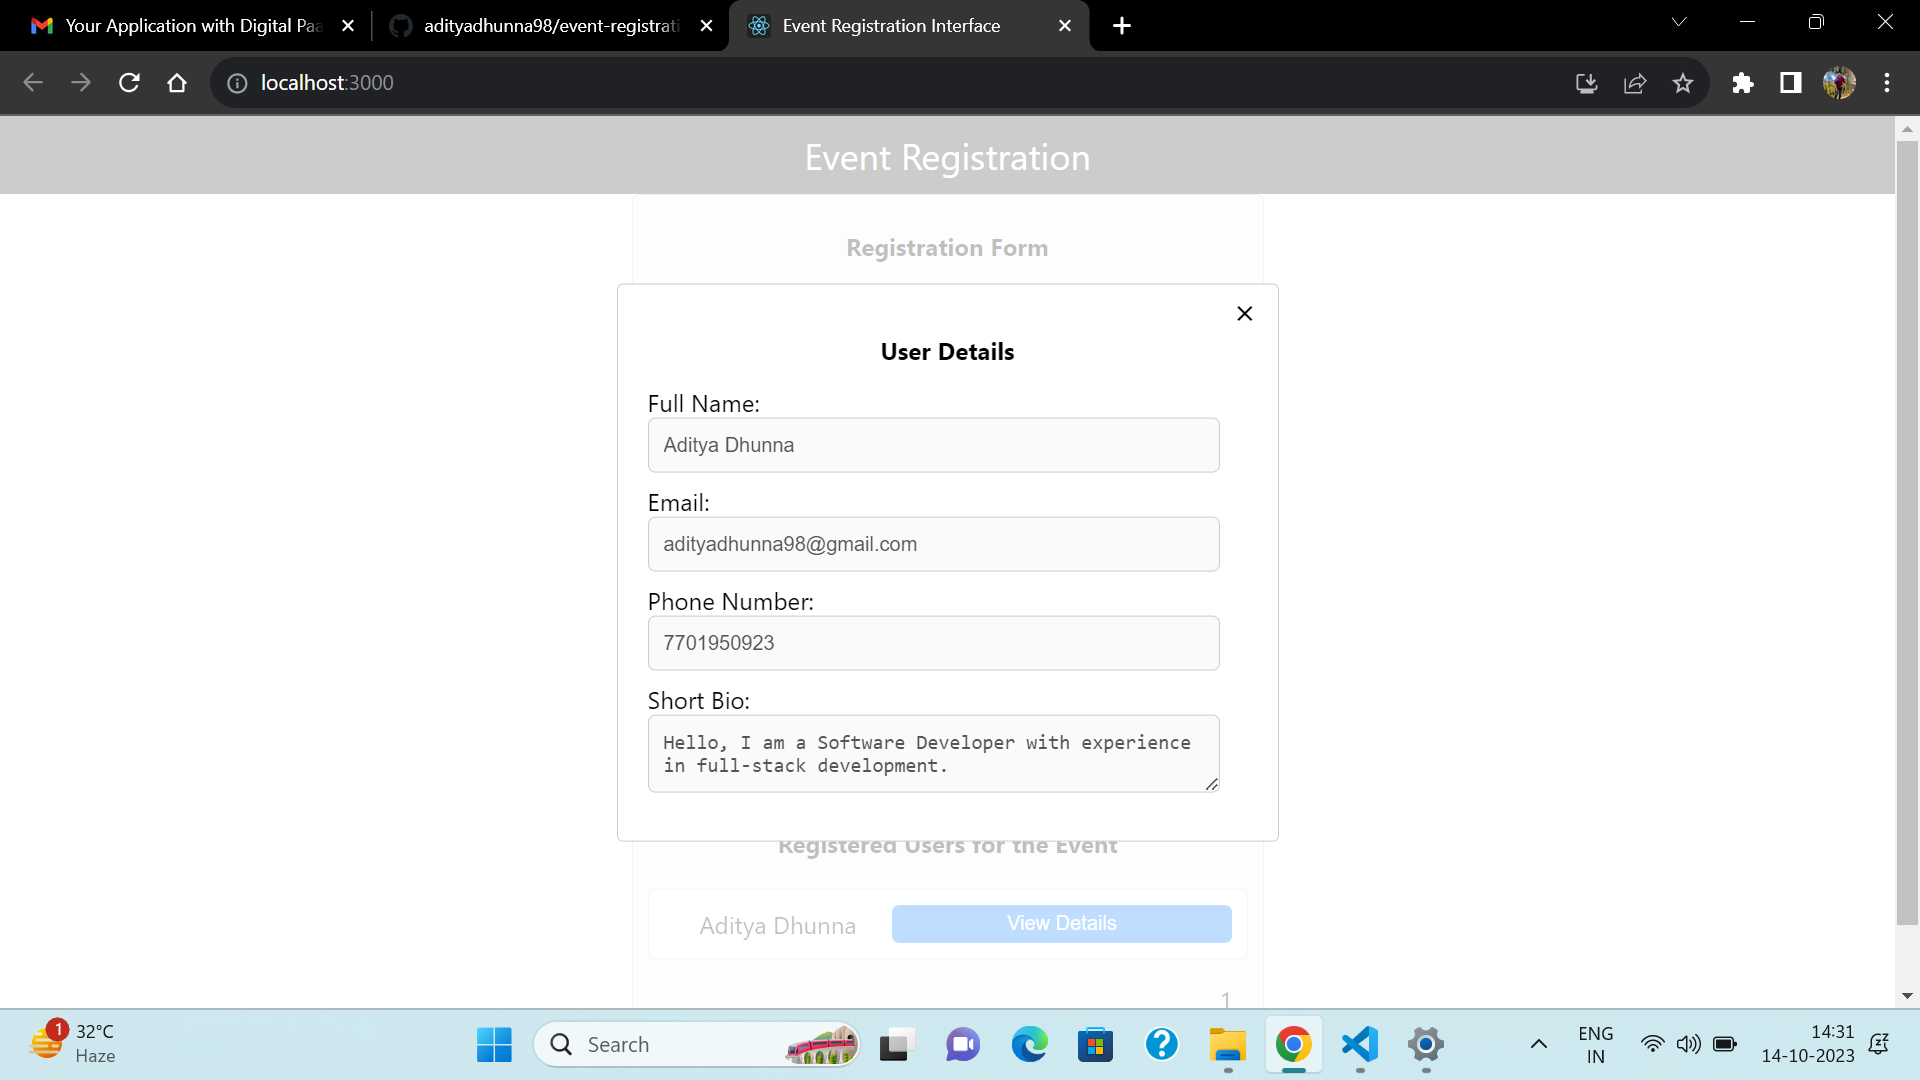 Your Application with Digital Paa
adityadhunna98/event-registrati
Event Registration Interface
localhost:3000
Event Registration
Registration Form
User Details
Full Name:
Aditya Dhunna
Email:
adityadhunna98@gmail.com
Phone Number:
7701950923
Short Bio:
Hello, I am a Software Developer with experience
in full-stack development.
Registered Users for the Event
Aditya Dhunna View Details
1
1
32°C
Haze
Search
ENG
IN
14:31
14-10-2023